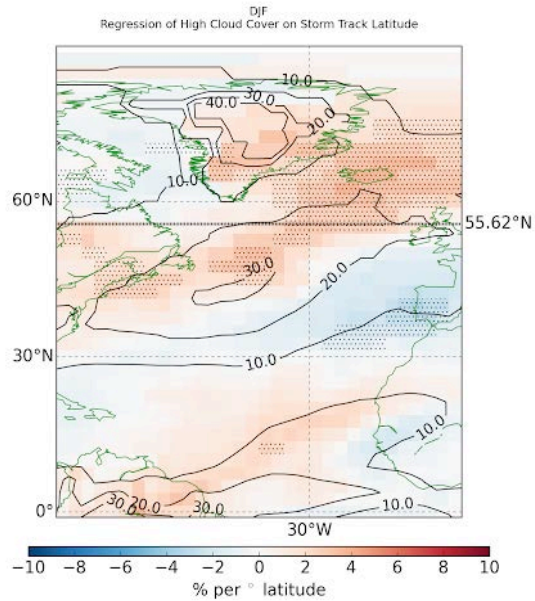 DJF
Regression of High Cloud Cover on Storm Track Latitude
10.0
40.0
30.0
20.0
10.0
60°N
55.62°N
30.0
20.0
30°N
10.0
10.0
30.0
20.0
30.0
10.0
0°
30°W
−10 −8 −6 −4 −2 0 2 4 6 8 10
% per ° latitude